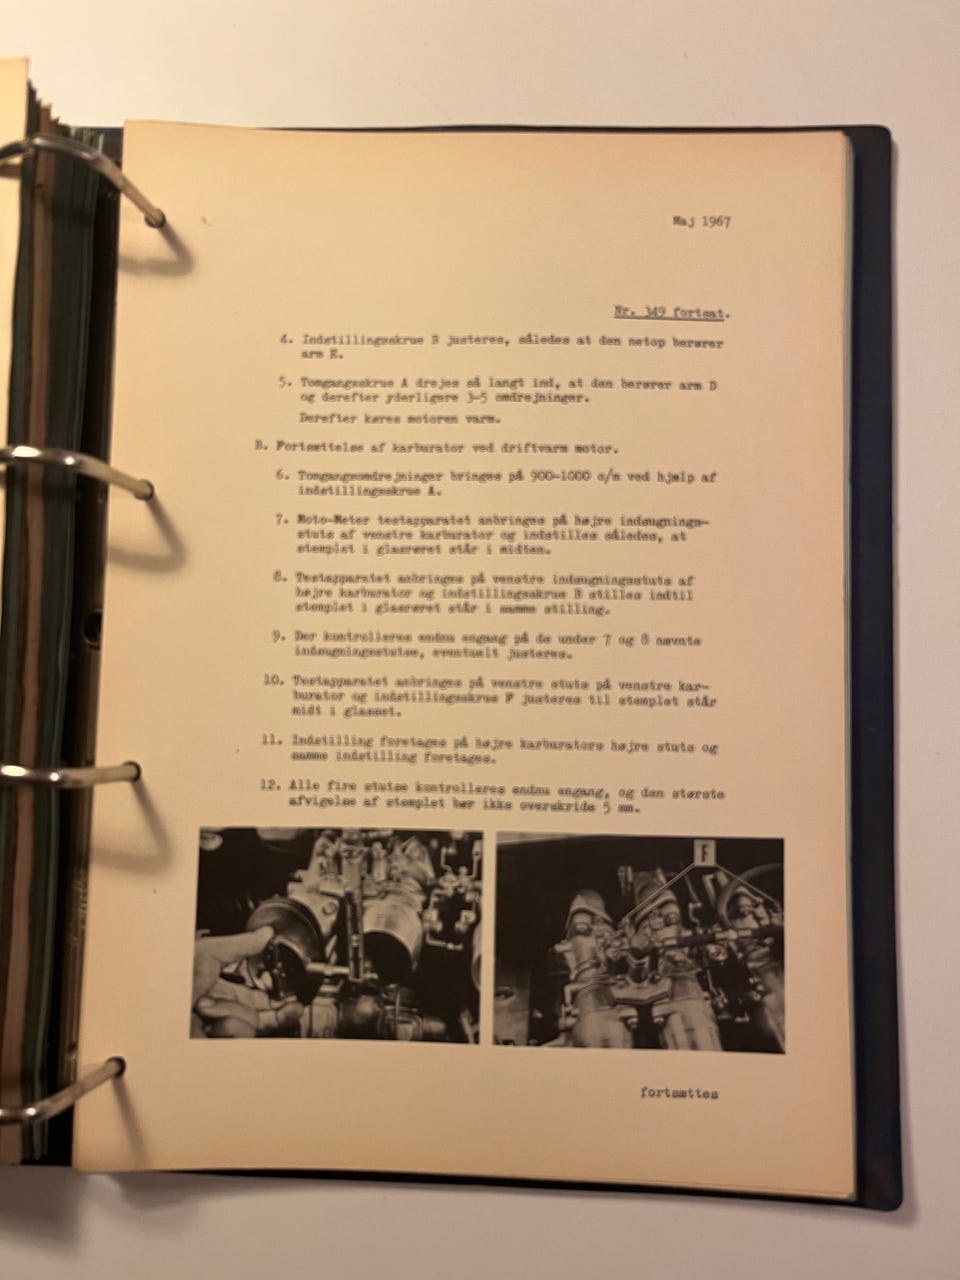 Maj 1967
Nr. 349 fortsat.
4. Indstillingsskrue B justeres, således at den netop berører
arm E.
5. Tomgangsskrue A drejes så langt ind, at den berører arm D
og derefter yderligere 3-5 omdrejninger.
Derefter køres motoren varm.
B. Fortsættelse af karburator ved driftvarm motor.
6. Tomgangsomdrejninger bringes på 900-1000 o/m ved hjælp af
indstillingsskrue A.
7. Moto-Meter testapparatet anbringes på højre indsugnings-
stuts af venstre karburator og indstilles således, at
stemplet i glasrøret står i midten.
8. Testapparatet anbringes på venstre indsugningsstuts af
højre karburator og indstillingsskrue B stilles indtil
stemplet i glasrøret står i samme stilling.
9. Der kontrolleres endnu engang på de under 7 og 8 nævnte
indsugningsstutse, eventuelt justeres.
10. Testapparatet anbringes på venstre stuts på venstre kar-
burator og indstillingsskrue F justeres til stemplet står
midt i glasset.
11. Indstilling foretages på højre karburators højre stuts og
samme indstilling foretages.
12. Alle fire stutse kontrolleres endnu engang, og den største
afvigelse af stemplet bør ikke overskride 5 mm.
F
fortsættes